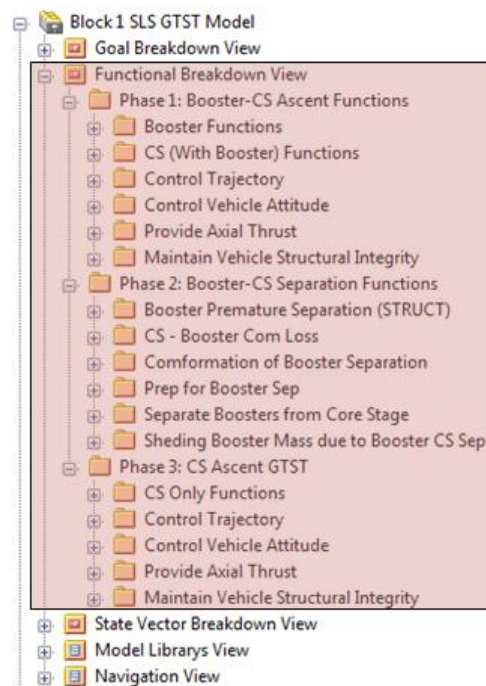 Block 1 SLS GTST Model
Goal Breakdown View
Functional Breakdown View
Phase 1: Booster-CS Ascent Functions
Booster Functions
CS (With Booster) Functions
Control Trajectory
Control Vehicle Attitude
Provide Axial Thrust
Maintain Vehicle Structural Integrity
Phase 2: Booster-CS Separation Functions
Booster Premature Separation (STRUCT)
CS - Booster Com Loss
Comformation of Booster Separation
Prep for Booster Sep
Separate Boosters from Core Stage
Sheding Booster Mass due to Booster CS Sep
Phase 3: CS Ascent GTST
CS Only Functions
Control Trajectory
Control Vehicle Attitude
Provide Axial Thrust
Maintain Vehicle Structural Integrity
State Vector Breakdown View
Model Librarys View
Navigation View